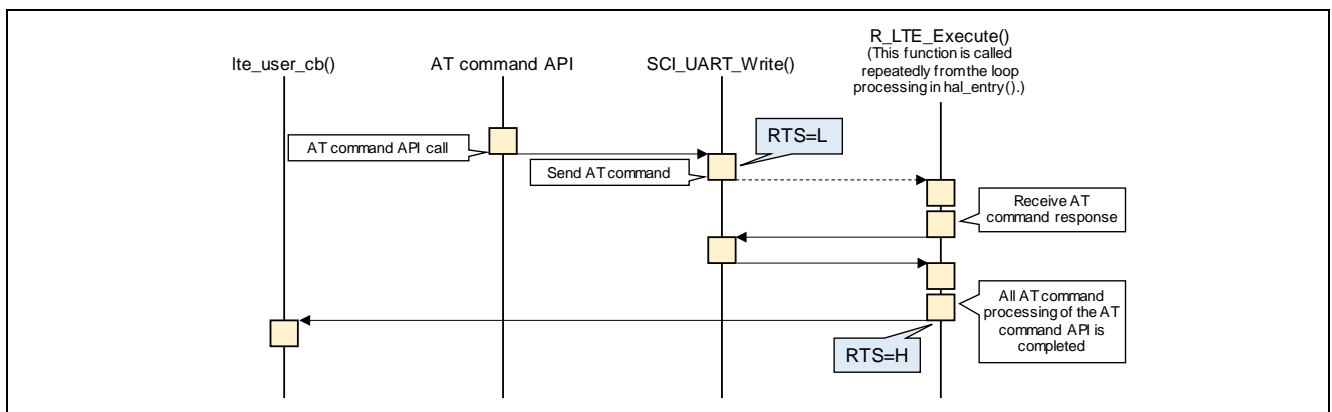 lte_user_cb()
AT command API
SCI_UART_Write()
R_LTE_Execute()
(This function is called
repeatedly from the loop
processing in hal_entry().)
RTS=L
AT command API call
Send AT command
Receive AT
command response
All AT command
processing of the AT
command API is
completed
RTS=H